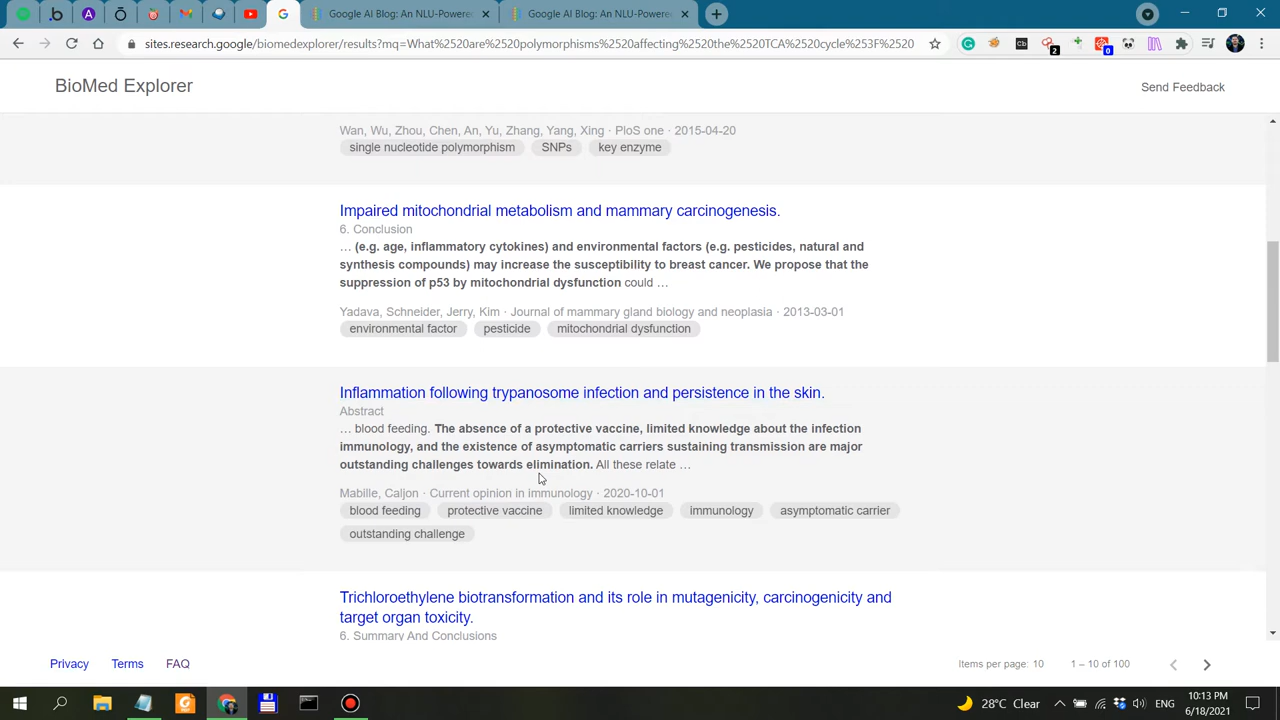 Google AI Blog: An NLU-Powere
Google AI Blog: An NLU-Powere
sites.research.google/biomedexplorer/results?mq=What%2520are%2520polymorphisms%2520affecting%2520the%2520TCA%2520cycle%253F%2520
2
0
BioMed Explorer
Send Feedback
Wan, Wu, Zhou, Chen, An, Yu, Zhang, Yang, Xing · PloS one · 2015-04-20
single nucleotide polymorphism SNPs key enzyme
Impaired mitochondrial metabolism and mammary carcinogenesis.
6. Conclusion
… (e.g. age, inflammatory cytokines) and environmental factors (e.g. pesticides, natural and
synthesis compounds) may increase the susceptibility to breast cancer. We propose that the
suppression of p53 by mitochondrial dysfunction could …
Yadava, Schneider, Jerry, Kim · Journal of mammary gland biology and neoplasia · 2013-03-01
environmental factor pesticide mitochondrial dysfunction
Inflammation following trypanosome infection and persistence in the skin.
Abstract
… blood feeding. The absence of a protective vaccine, limited knowledge about the infection
immunology, and the existence of asymptomatic carriers sustaining transmission are major
outstanding challenges towards elimination. All these relate …
Mabille, Caljon · Current opinion in immunology · 2020-10-01
blood feeding protective vaccine limited knowledge immunology asymptomatic carrier
outstanding challenge
Trichloroethylene biotransformation and its role in mutagenicity, carcinogenicity and
target organ toxicity.
6. Summary And Conclusions
Privacy Terms FAQ
Items per page: 10 1 – 10 of 100
28°C Clear
ENG
10:13 PM
6/18/2021